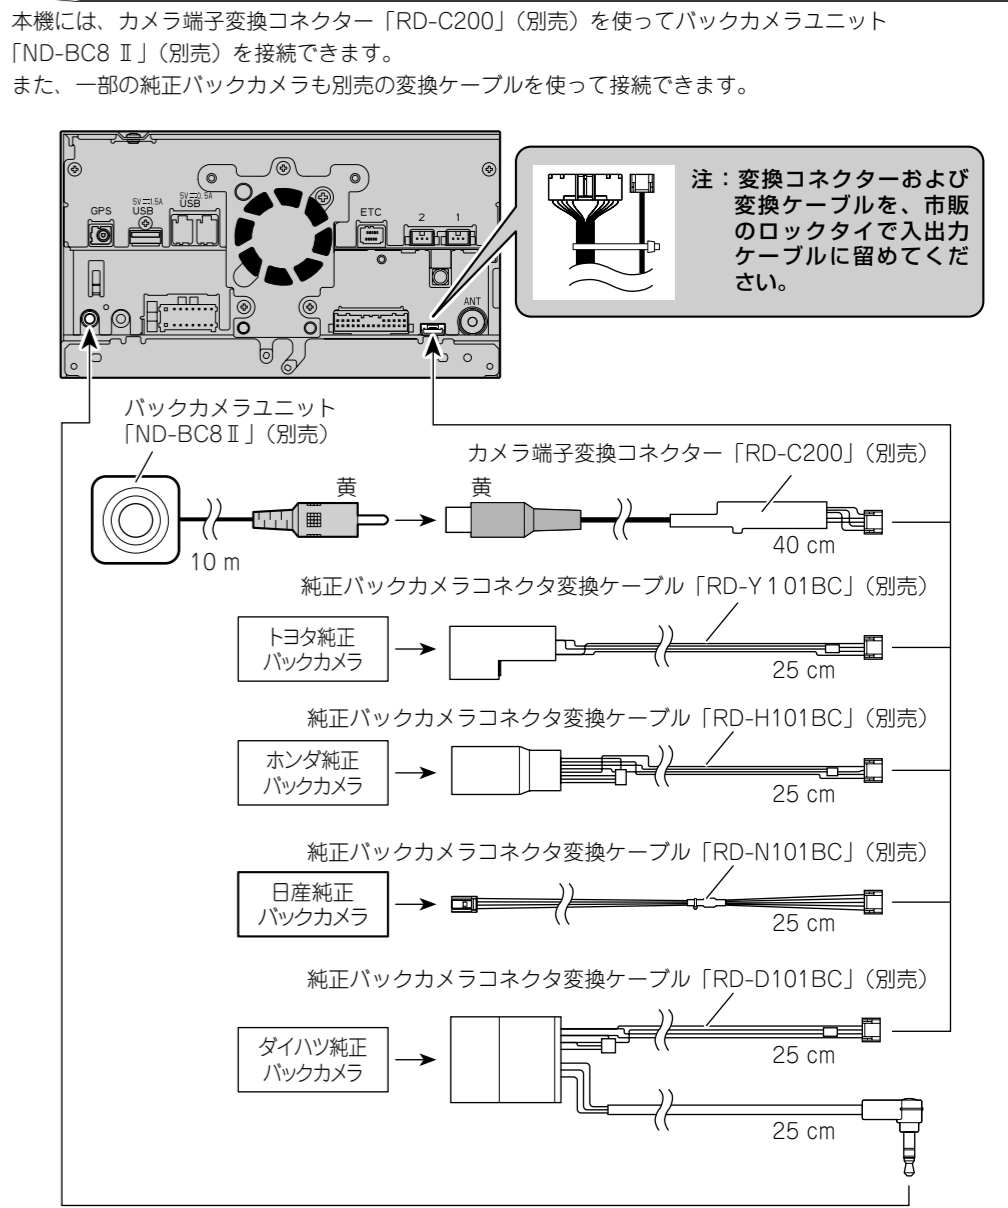 本機には、カメラ端子変換コネクター「RD-C200」（別売）を使ってバックカメラユニット
「ND-BC8 Ⅱ」（別売）を接続できます。
また、一部の純正バックカメラも別売の変換ケーブルを使って接続できます。
GPS
5V⎓1.5A
USB
5V⎓0.5A
USB
ETC
2
1
ANT
注：変換コネクターおよび
変換ケーブルを、市販
のロックタイで入出力
ケーブルに留めてくだ
さい。
バックカメラユニット
「ND-BC8Ⅱ」（別売）
カメラ端子変換コネクター「RD-C200」（別売）
黄
黄
10 m
40 cm
純正バックカメラコネクタ変換ケーブル「RD-Y101BC」（別売）
トヨタ純正
バックカメラ
25 cm
純正バックカメラコネクタ変換ケーブル「RD-H101BC」（別売）
ホンダ純正
バックカメラ
25 cm
純正バックカメラコネクタ変換ケーブル「RD-N101BC」（別売）
日産純正
バックカメラ
25 cm
純正バックカメラコネクタ変換ケーブル「RD-D101BC」（別売）
ダイハツ純正
バックカメラ
25 cm
25 cm